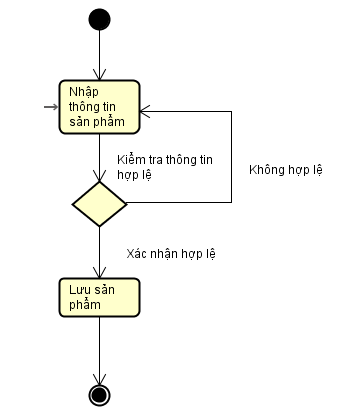 Nhập
thông tin
sản phẩm
Kiểm tra thông tin
hợp lệ
Không hợp lệ
Xác nhận hợp lệ
Lưu sản
phẩm